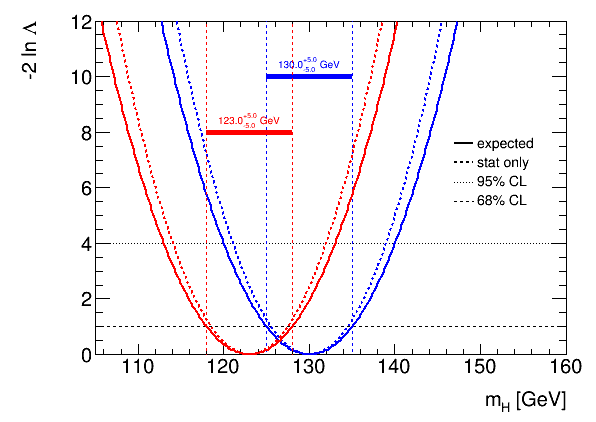 -2 ln Λ
12
10
8
6
4
2
0
130.0 +5.0 -5.0 GeV
123.0 +5.0 -5.0 GeV
expected
stat only
95% CL
68% CL
110 120 130 140 150 160
m_H [GeV]